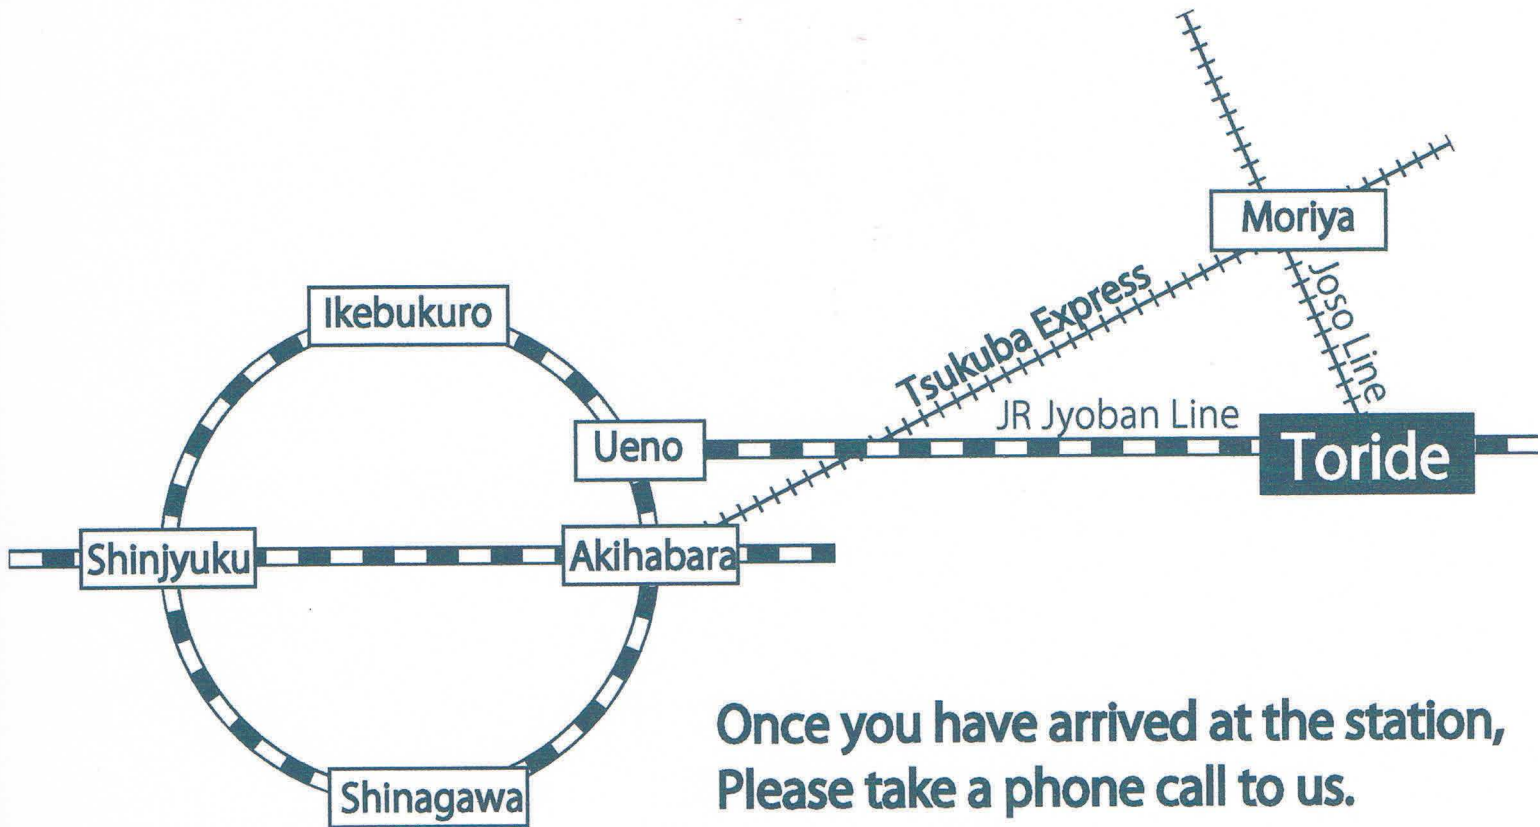 Moriya
Joso Line
Ikebukuro
Tsukuba Express
JR Jyoban Line
Ueno
Toride
Shinjyuku
Akihabara
Once you have arrived at the station,
Please take a phone call to us.
Shinagawa